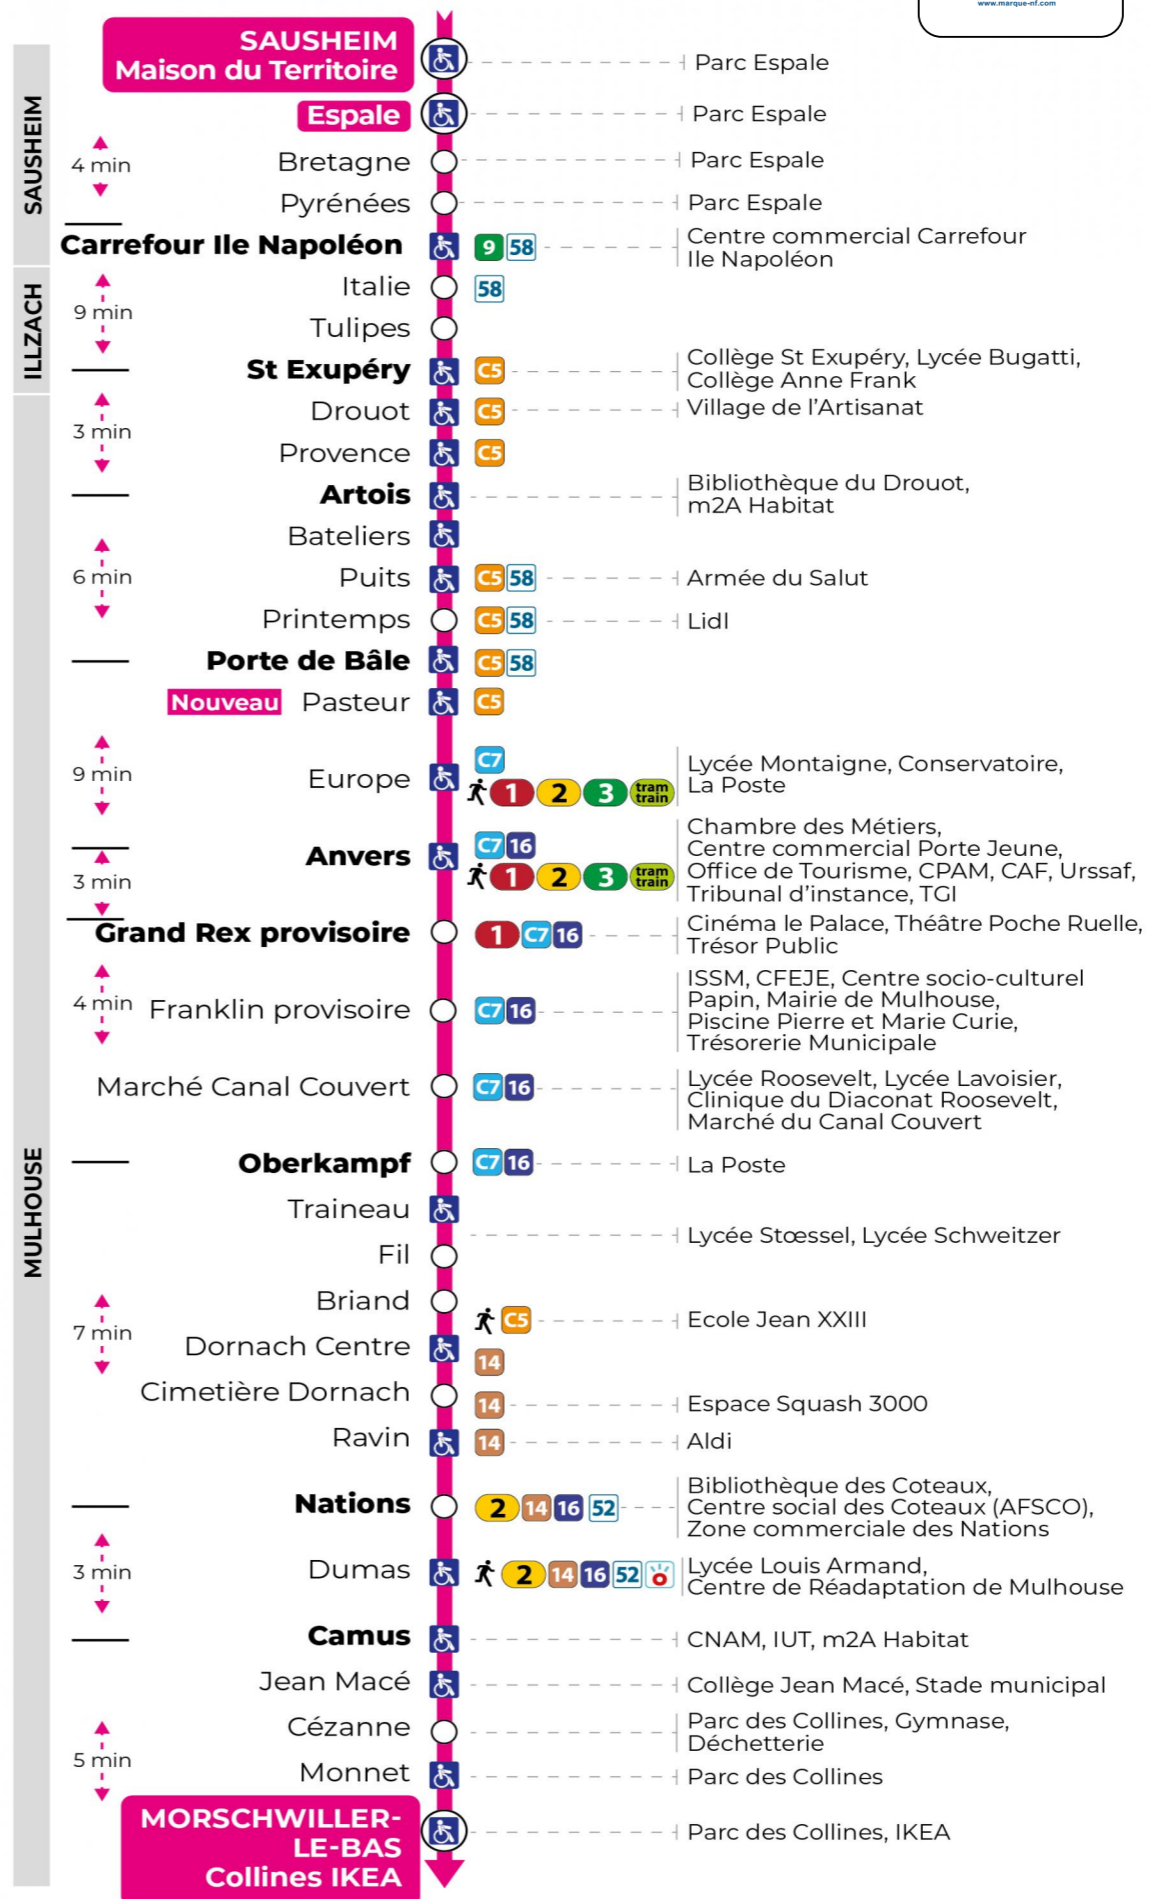 www.marque-nf.com
SAUSHEIM
Maison du Territoire
Parc Espale
Espale
Parc Espale
SAUSHEIM
4 min
Bretagne
Parc Espale
Pyrénées
Parc Espale
Carrefour Ile Napoléon
9 58
Centre commercial Carrefour
Ile Napoléon
ILLZACH
9 min
Italie
58
Tulipes
St Exupéry
C5
Collège St Exupéry, Lycée Bugatti,
Collège Anne Frank
MULHOUSE
3 min
Drouot
C5
Village de l'Artisanat
Provence
C5
Artois
Bibliothèque du Drouot,
m2A Habitat
6 min
Bateliers
Puits
C5 58
Armée du Salut
Printemps
C5 58
Lidl
Porte de Bâle
C5 58
Nouveau Pasteur
C5
9 min
Europe
C7
1 2 3 tram
train
Lycée Montaigne, Conservatoire,
La Poste
Anvers
C7 16
1 2 3 tram
train
Chambre des Métiers,
Centre commercial Porte Jeune,
Office de Tourisme, CPAM, CAF, Urssaf,
Tribunal d'instance, TGI
3 min
Grand Rex provisoire
1 C7 16
Cinéma le Palace, Théâtre Poche Ruelle,
Trésor Public
4 min
Franklin provisoire
C7 16
ISSM, CFEJE, Centre socio-culturel
Papin, Mairie de Mulhouse,
Piscine Pierre et Marie Curie,
Trésorerie Municipale
Marché Canal Couvert
C7 16
Lycée Roosevelt, Lycée Lavoisier,
Clinique du Diaconat Roosevelt,
Marché du Canal Couvert
Oberkampf
C7 16
La Poste
Traineau
Lycée Stœssel, Lycée Schweitzer
Fil
7 min
Briand
C5
Ecole Jean XXIII
Dornach Centre
14
Cimetière Dornach
14
Espace Squash 3000
Ravin
14
Aldi
Nations
2 14 16 52
Bibliothèque des Coteaux,
Centre social des Coteaux (AFSCO),
Zone commerciale des Nations
3 min
Dumas
2 14 16 52
Lycée Louis Armand,
Centre de Réadaptation de Mulhouse
Camus
CNAM, IUT, m2A Habitat
Jean Macé
Collège Jean Macé, Stade municipal
5 min
Cézanne
Parc des Collines, Gymnase,
Déchetterie
Monnet
Parc des Collines
MORSCHWILLER-
LE-BAS
Collines IKEA
Parc des Collines, IKEA